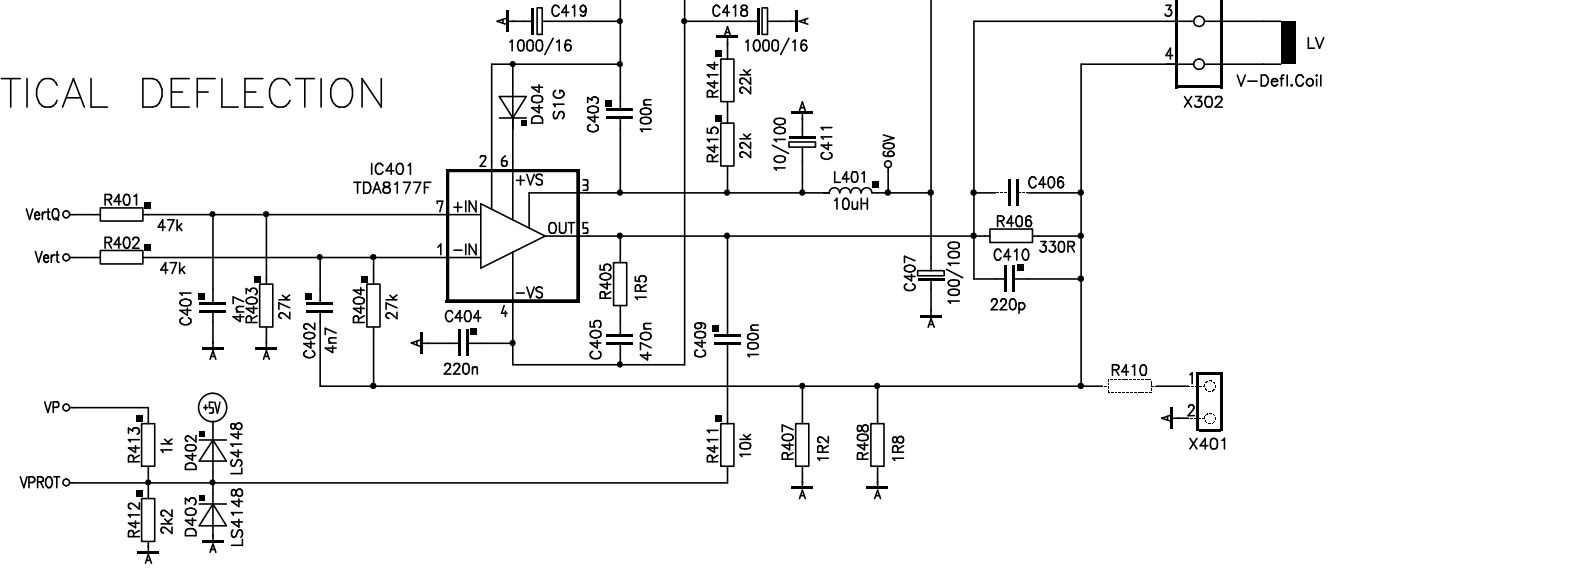 C419
1000/16
C418
1000/16
A
A
A
3
4
LV
V-Defl.Coil
X302
TICAL DEFLECTION
D404
S1G
C403
100n
R414
22k
R415
22k
A
10/100
C411
60V
L401
10uH
IC401
TDA8177F
2
6
+VS
3
7
+IN
OUT
5
1
-IN
-VS
4
VertQ
R401
47k
Vert
R402
47k
C401
4n7
R403
27k
C402
4n7
R404
27k
A
A
C404
220n
A
R405
1R5
C405
470n
C409
100n
C407
100/100
A
C406
R406
330R
C410
220p
R410
1
2
A
X401
VP
+5V
R413
1k
D402
LS4148
VPROT
R412
2k2
D403
LS4148
A
A
R411
10k
R407
1R2
R408
1R8
A
A